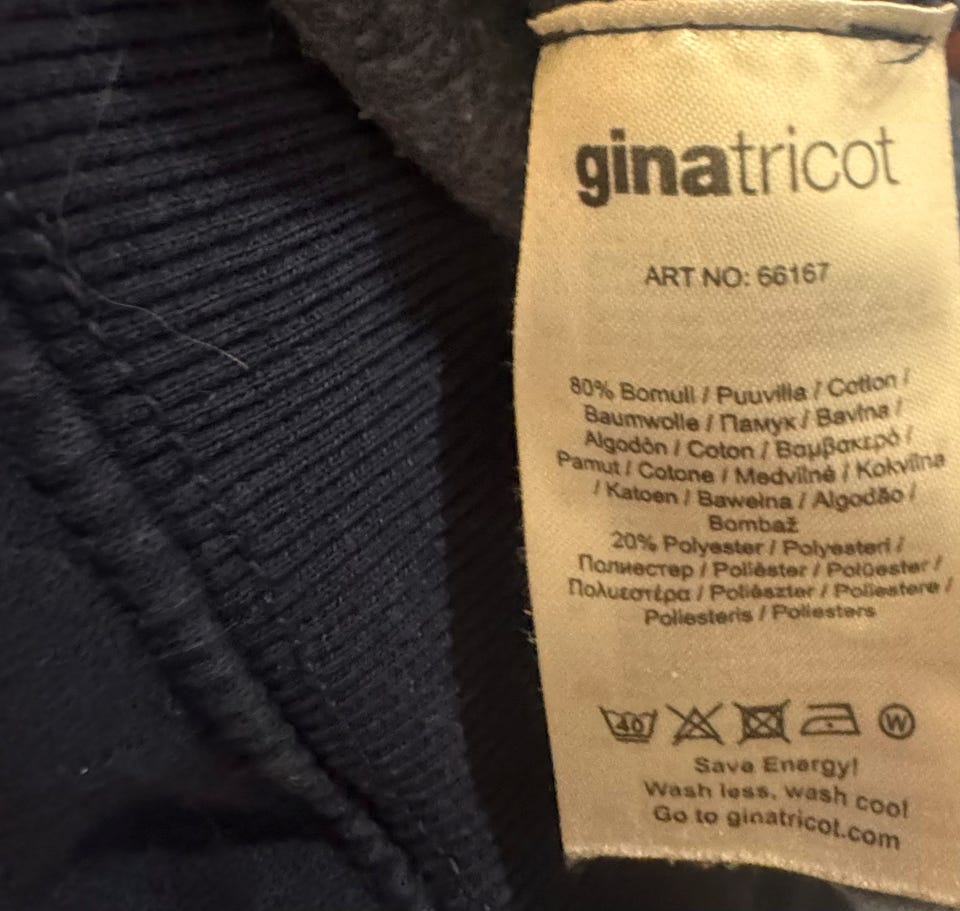 ginatricot
ART NO: 66167
80% Bomull / Puuvilla / Cotton /
Baumwolle / Памук / Bavlna /
Algodón / Coton / Βαμβακερό /
Pamut / Cotone / Medvilnė / Kokvilna
/ Katoen / Bawełna / Algodão /
Bombaž
20% Polyester / Polyesteri /
Полиестер / Poliéster / Polüester /
Πολυεστέρα / Poliészter / Poliestere /
Poliesteris / Poliesters
40 W
Save Energy!
Wash less, wash cool
Go to ginatricot.com